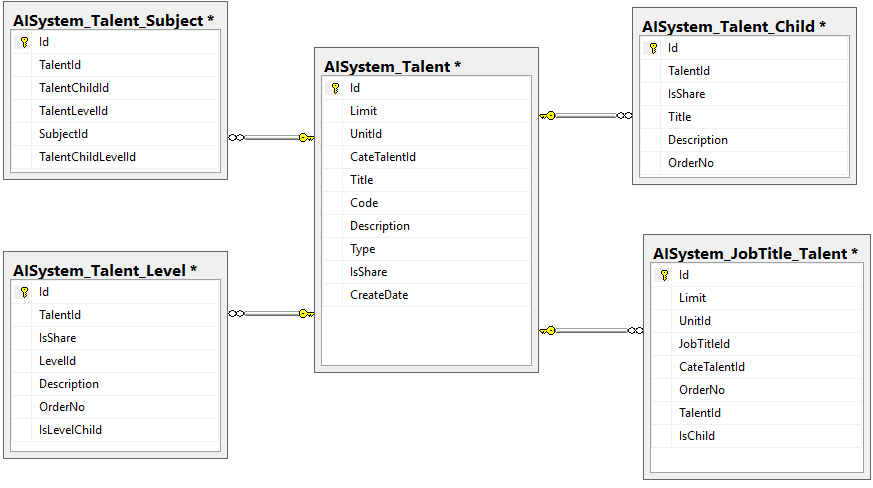 AISystem_Talent_Subject *
Id
TalentId
TalentChildId
TalentLevelId
SubjectId
TalentChildLevelId
AISystem_Talent_Level *
Id
TalentId
IsShare
LevelId
Description
OrderNo
IsLevelChild
AISystem_Talent *
Id
Limit
UnitId
CateTalentId
Title
Code
Description
Type
IsShare
CreateDate
AISystem_Talent_Child *
Id
TalentId
IsShare
Title
Description
OrderNo
AISystem_JobTitle_Talent *
Id
Limit
UnitId
JobTitleId
CateTalentId
OrderNo
TalentId
IsChild